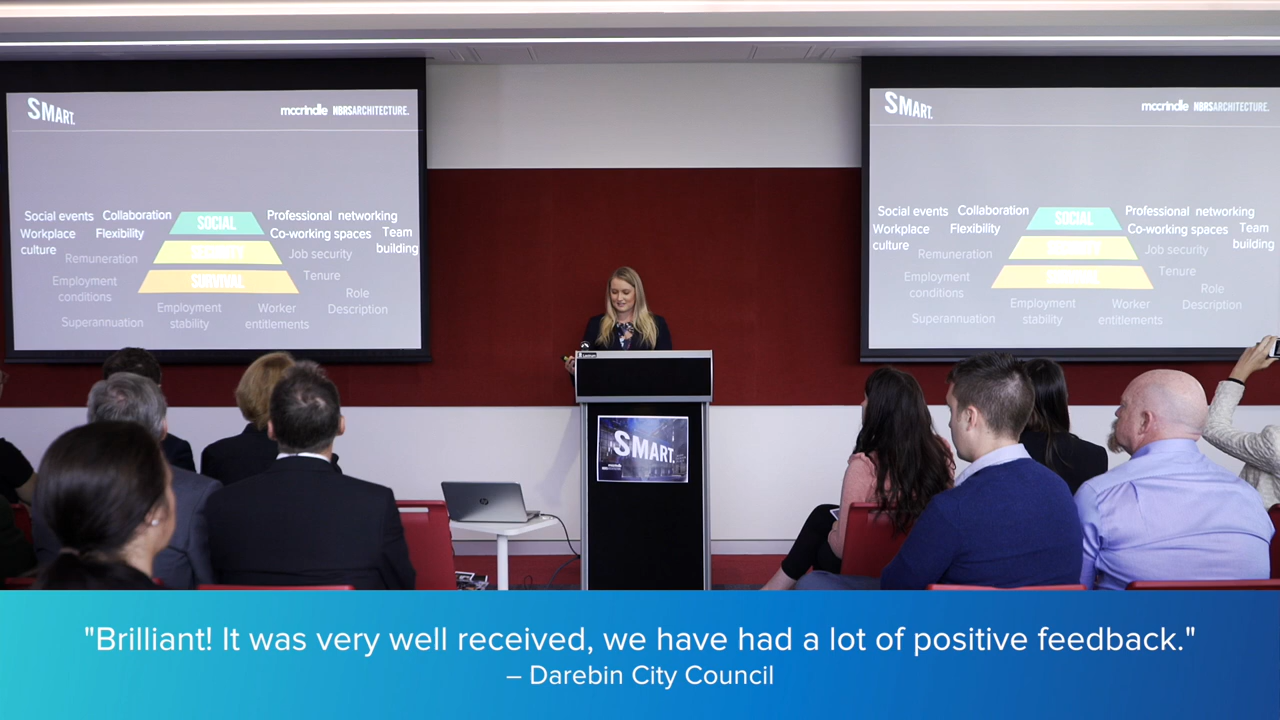 SMART.
mccrindle NBRSARCHITECTURE.
Social events Collaboration SOCIAL Professional networking
Workplace culture Flexibility Co-working spaces Team building
Remuneration SECURITY Job security
Employment conditions SURVIVAL Tenure
Role Description
Superannuation Employment stability Worker entitlements
SMART.
mccrindle NBRSARCHITECTURE.
Social events Collaboration SOCIAL Professional networking
Workplace culture Flexibility Co-working spaces Team building
Remuneration Job security
Employment conditions Tenure
Role Description
Superannuation Employment stability Worker entitlements
SMART.
mccrindle
hp
"Brilliant! It was very well received, we have had a lot of positive feedback."
– Darebin City Council